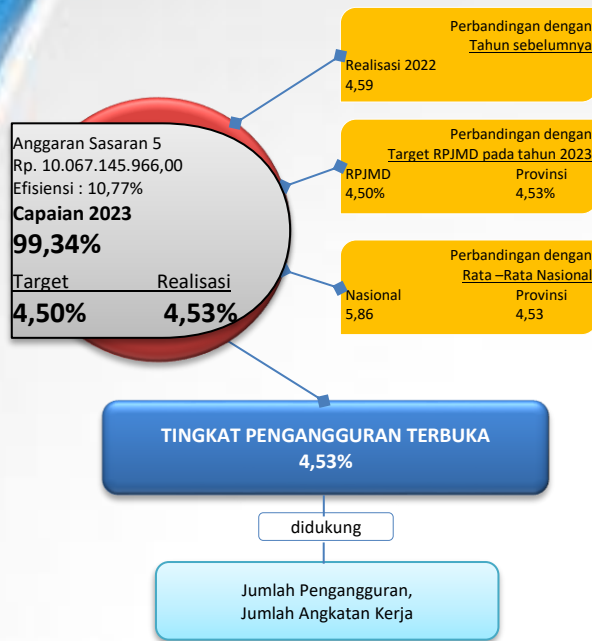 Perbandingan dengan
Tahun sebelumnya
Realisasi 2022
4,59
Anggaran Sasaran 5
Rp. 10.067.145.966,00
Efisiensi : 10,77%
Capaian 2023
99,34%
Target Realisasi
4,50% 4,53%
Perbandingan dengan
Target RPJMD pada tahun 2023
RPJMD Provinsi
4,50% 4,53%
Perbandingan dengan
Rata –Rata Nasional
Nasional Provinsi
5,86 4,53
TINGKAT PENGANGGURAN TERBUKA
4,53%
didukung
Jumlah Pengangguran,
Jumlah Angkatan Kerja